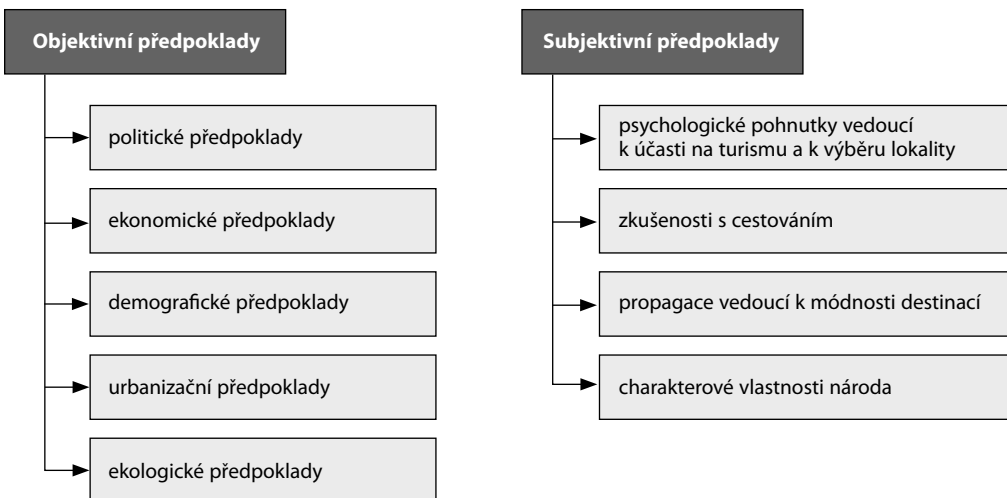 Objektivní předpoklady
politické předpoklady
ekonomické předpoklady
demografické předpoklady
urbanizační předpoklady
ekologické předpoklady
Subjektivní předpoklady
psychologické pohnutky vedoucí
k účasti na turismu a k výběru lokality
zkušenosti s cestováním
propagace vedoucí k módnosti destinací
charakterové vlastnosti národa